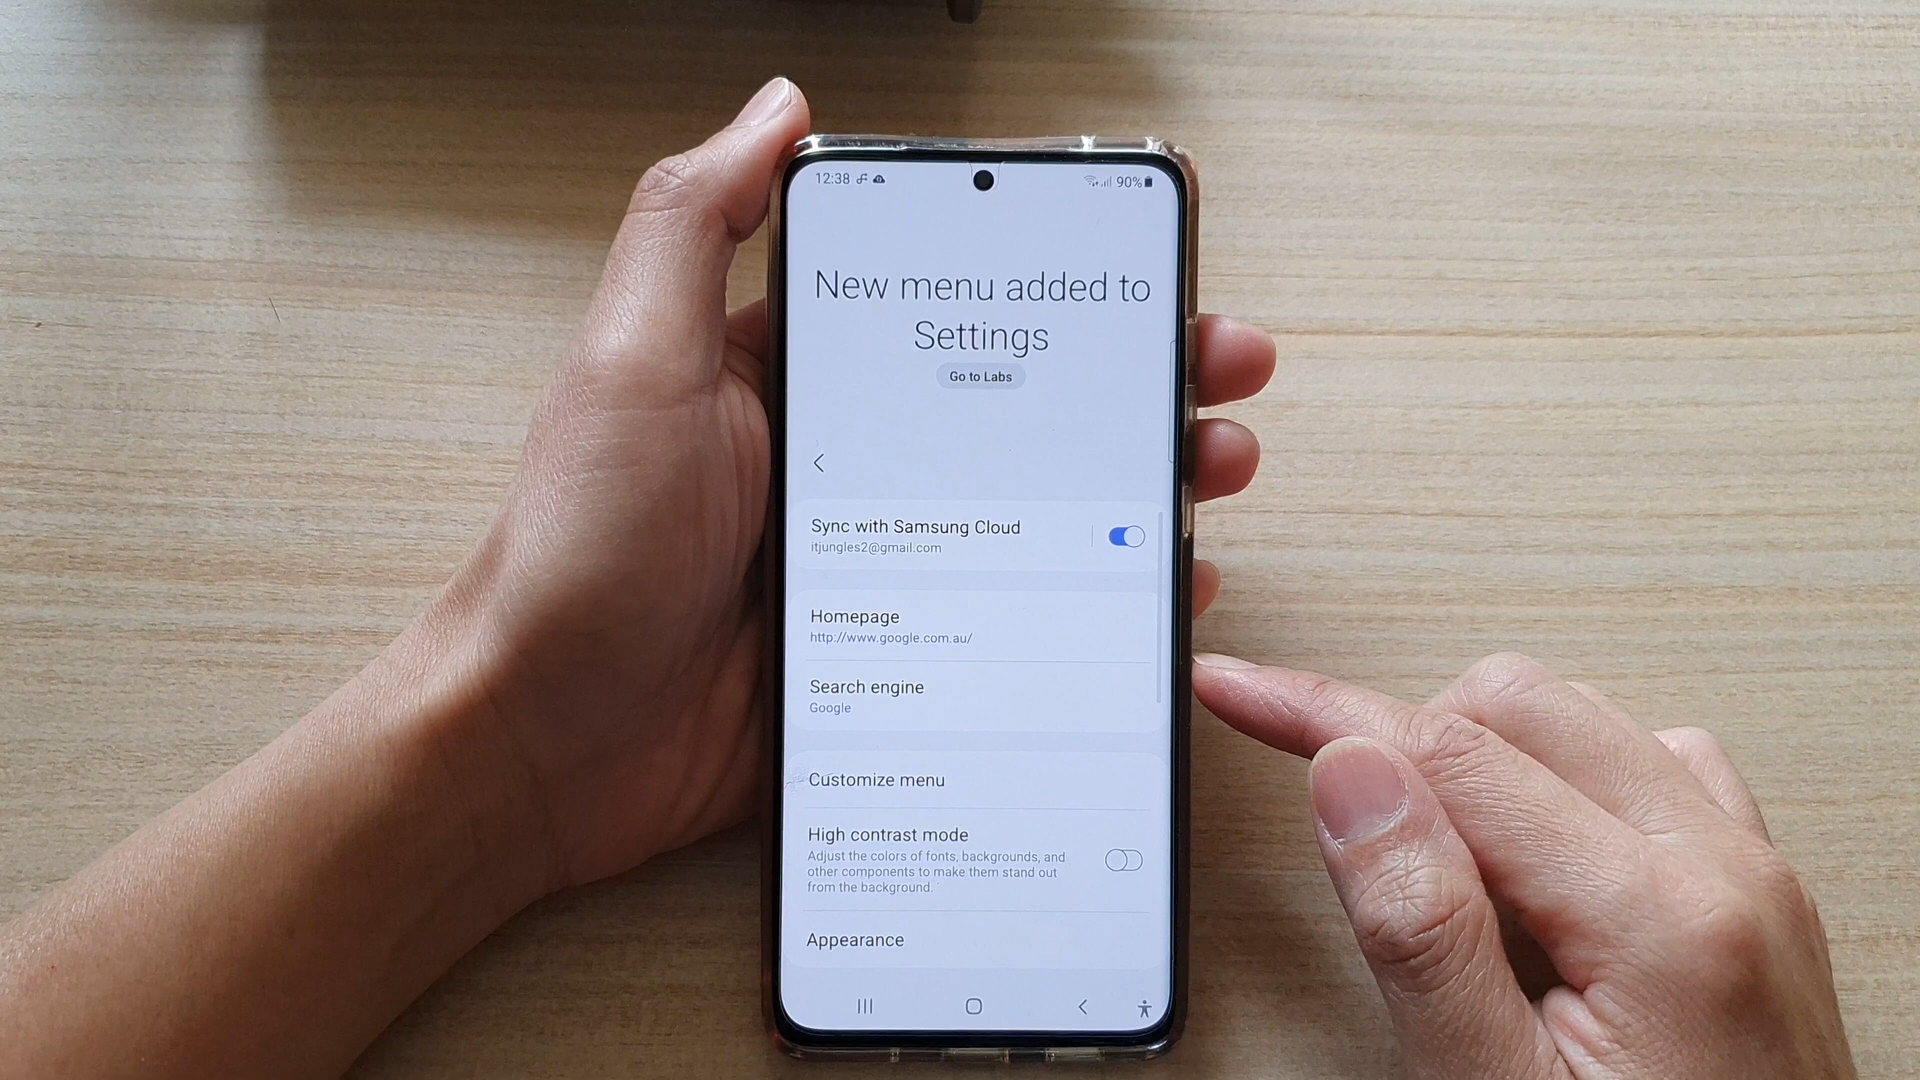 12:38
90%
New menu added to
Settings
Go to Labs
Sync with Samsung Cloud
itjungles2@gmail.com
Homepage
http://www.google.com.au/
Search engine
Google
Customize menu
High contrast mode
Adjust the colors of fonts, backgrounds, and
other components to make them stand out
from the background.
Appearance